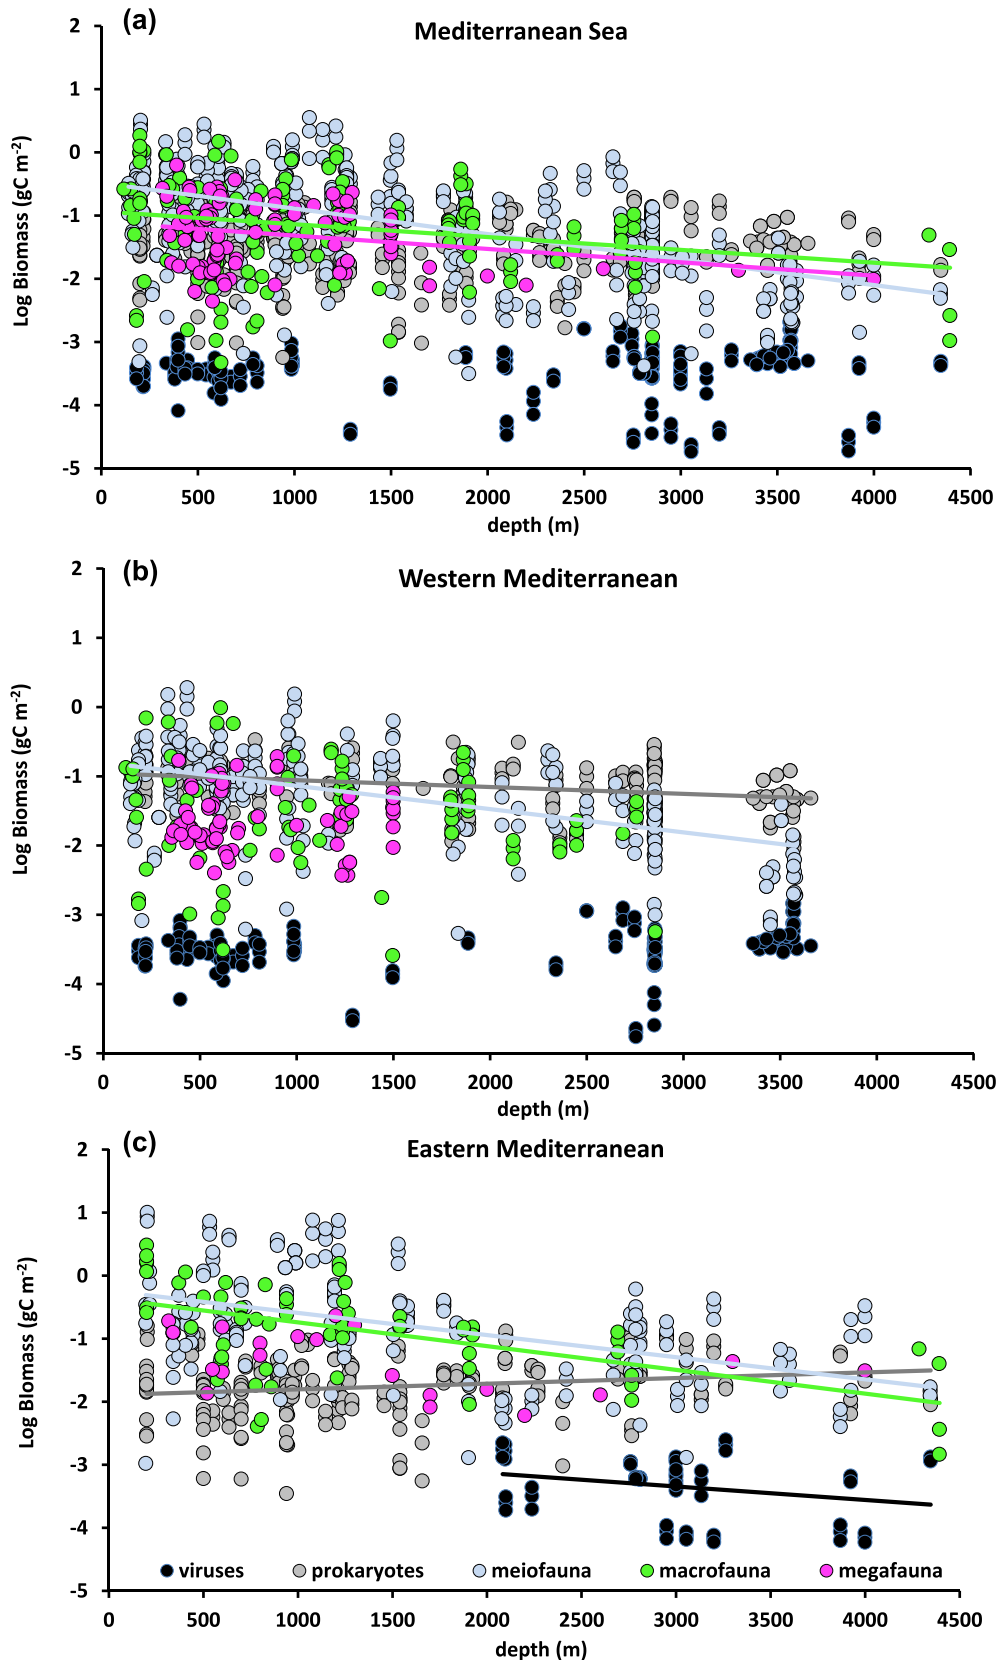 (a)
Mediterranean Sea
2
1
0
-1
-2
-3
-4
-5
Log Biomass (gC m-2)
0 500 1000 1500 2000 2500 3000 3500 4000 4500
depth (m)
(b)
Western Mediterranean
2
1
0
-1
-2
-3
-4
-5
Log Biomass (gC m-2)
0 500 1000 1500 2000 2500 3000 3500 4000 4500
depth (m)
(c)
Eastern Mediterranean
2
1
0
-1
-2
-3
-4
-5
Log Biomass (gC m-2)
viruses prokaryotes meiofauna macrofauna megafauna
0 500 1000 1500 2000 2500 3000 3500 4000 4500
depth (m)